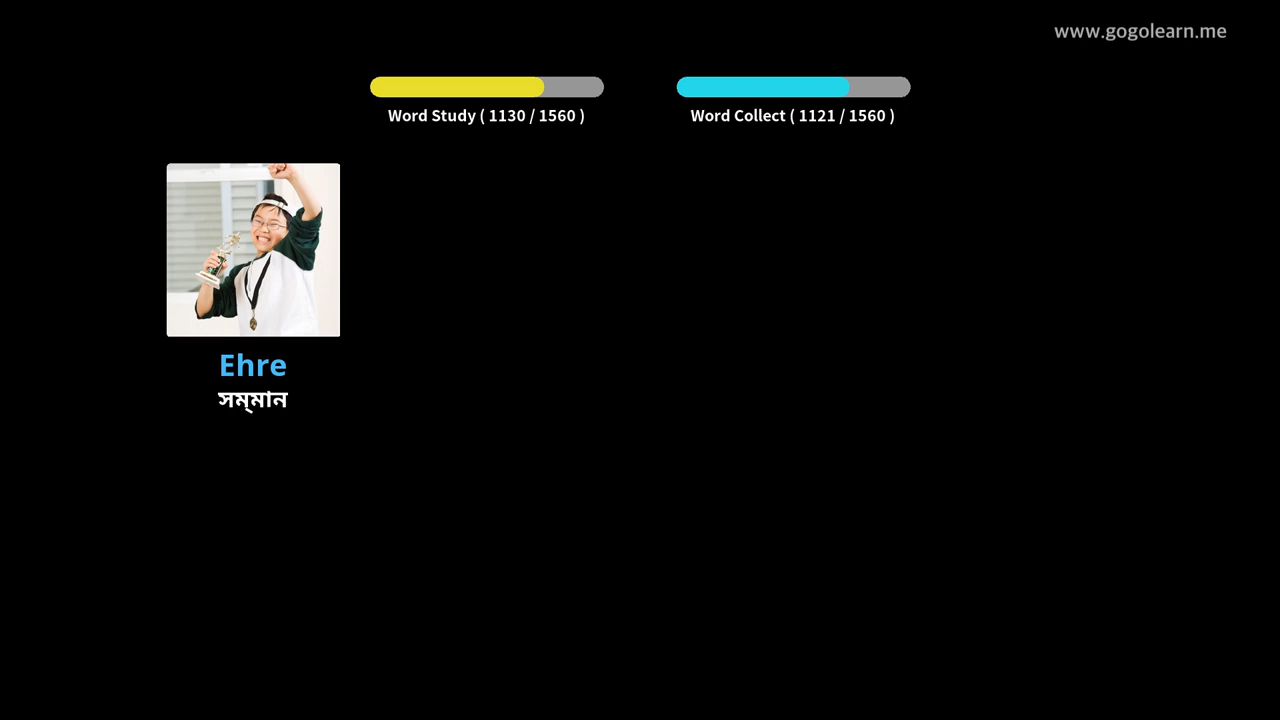 www.gogolearn.me
Word Study ( 1130 / 1560 )
Word Collect ( 1121 / 1560 )
Ehre
সম্মান